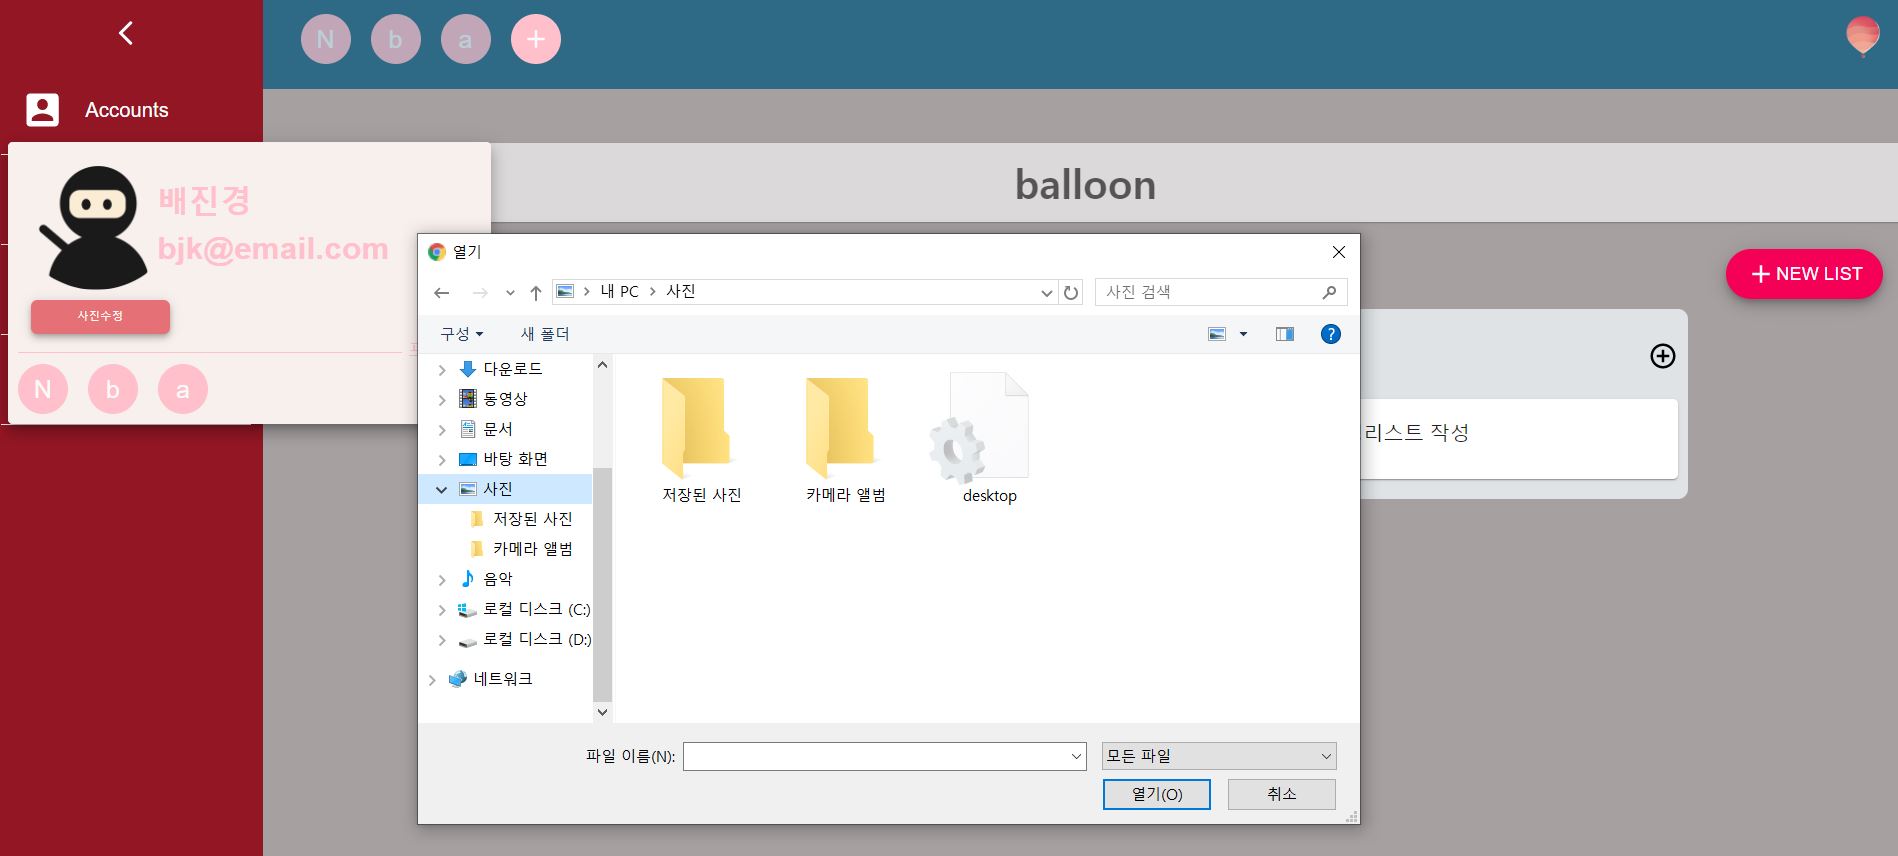 N b a +
Accounts
balloon
배진경
bjk@email.com
사진수정
N b a
NEW LIST
리스트 작성
열기
내 PC > 사진
사진 검색
구성
새 폴더
다운로드
동영상
문서
바탕 화면
사진
저장된 사진
카메라 앨범
음악
로컬 디스크 (C:)
로컬 디스크 (D:)
네트워크
저장된 사진
카메라 앨범
desktop
파일 이름(N):
모든 파일
열기(O)
취소